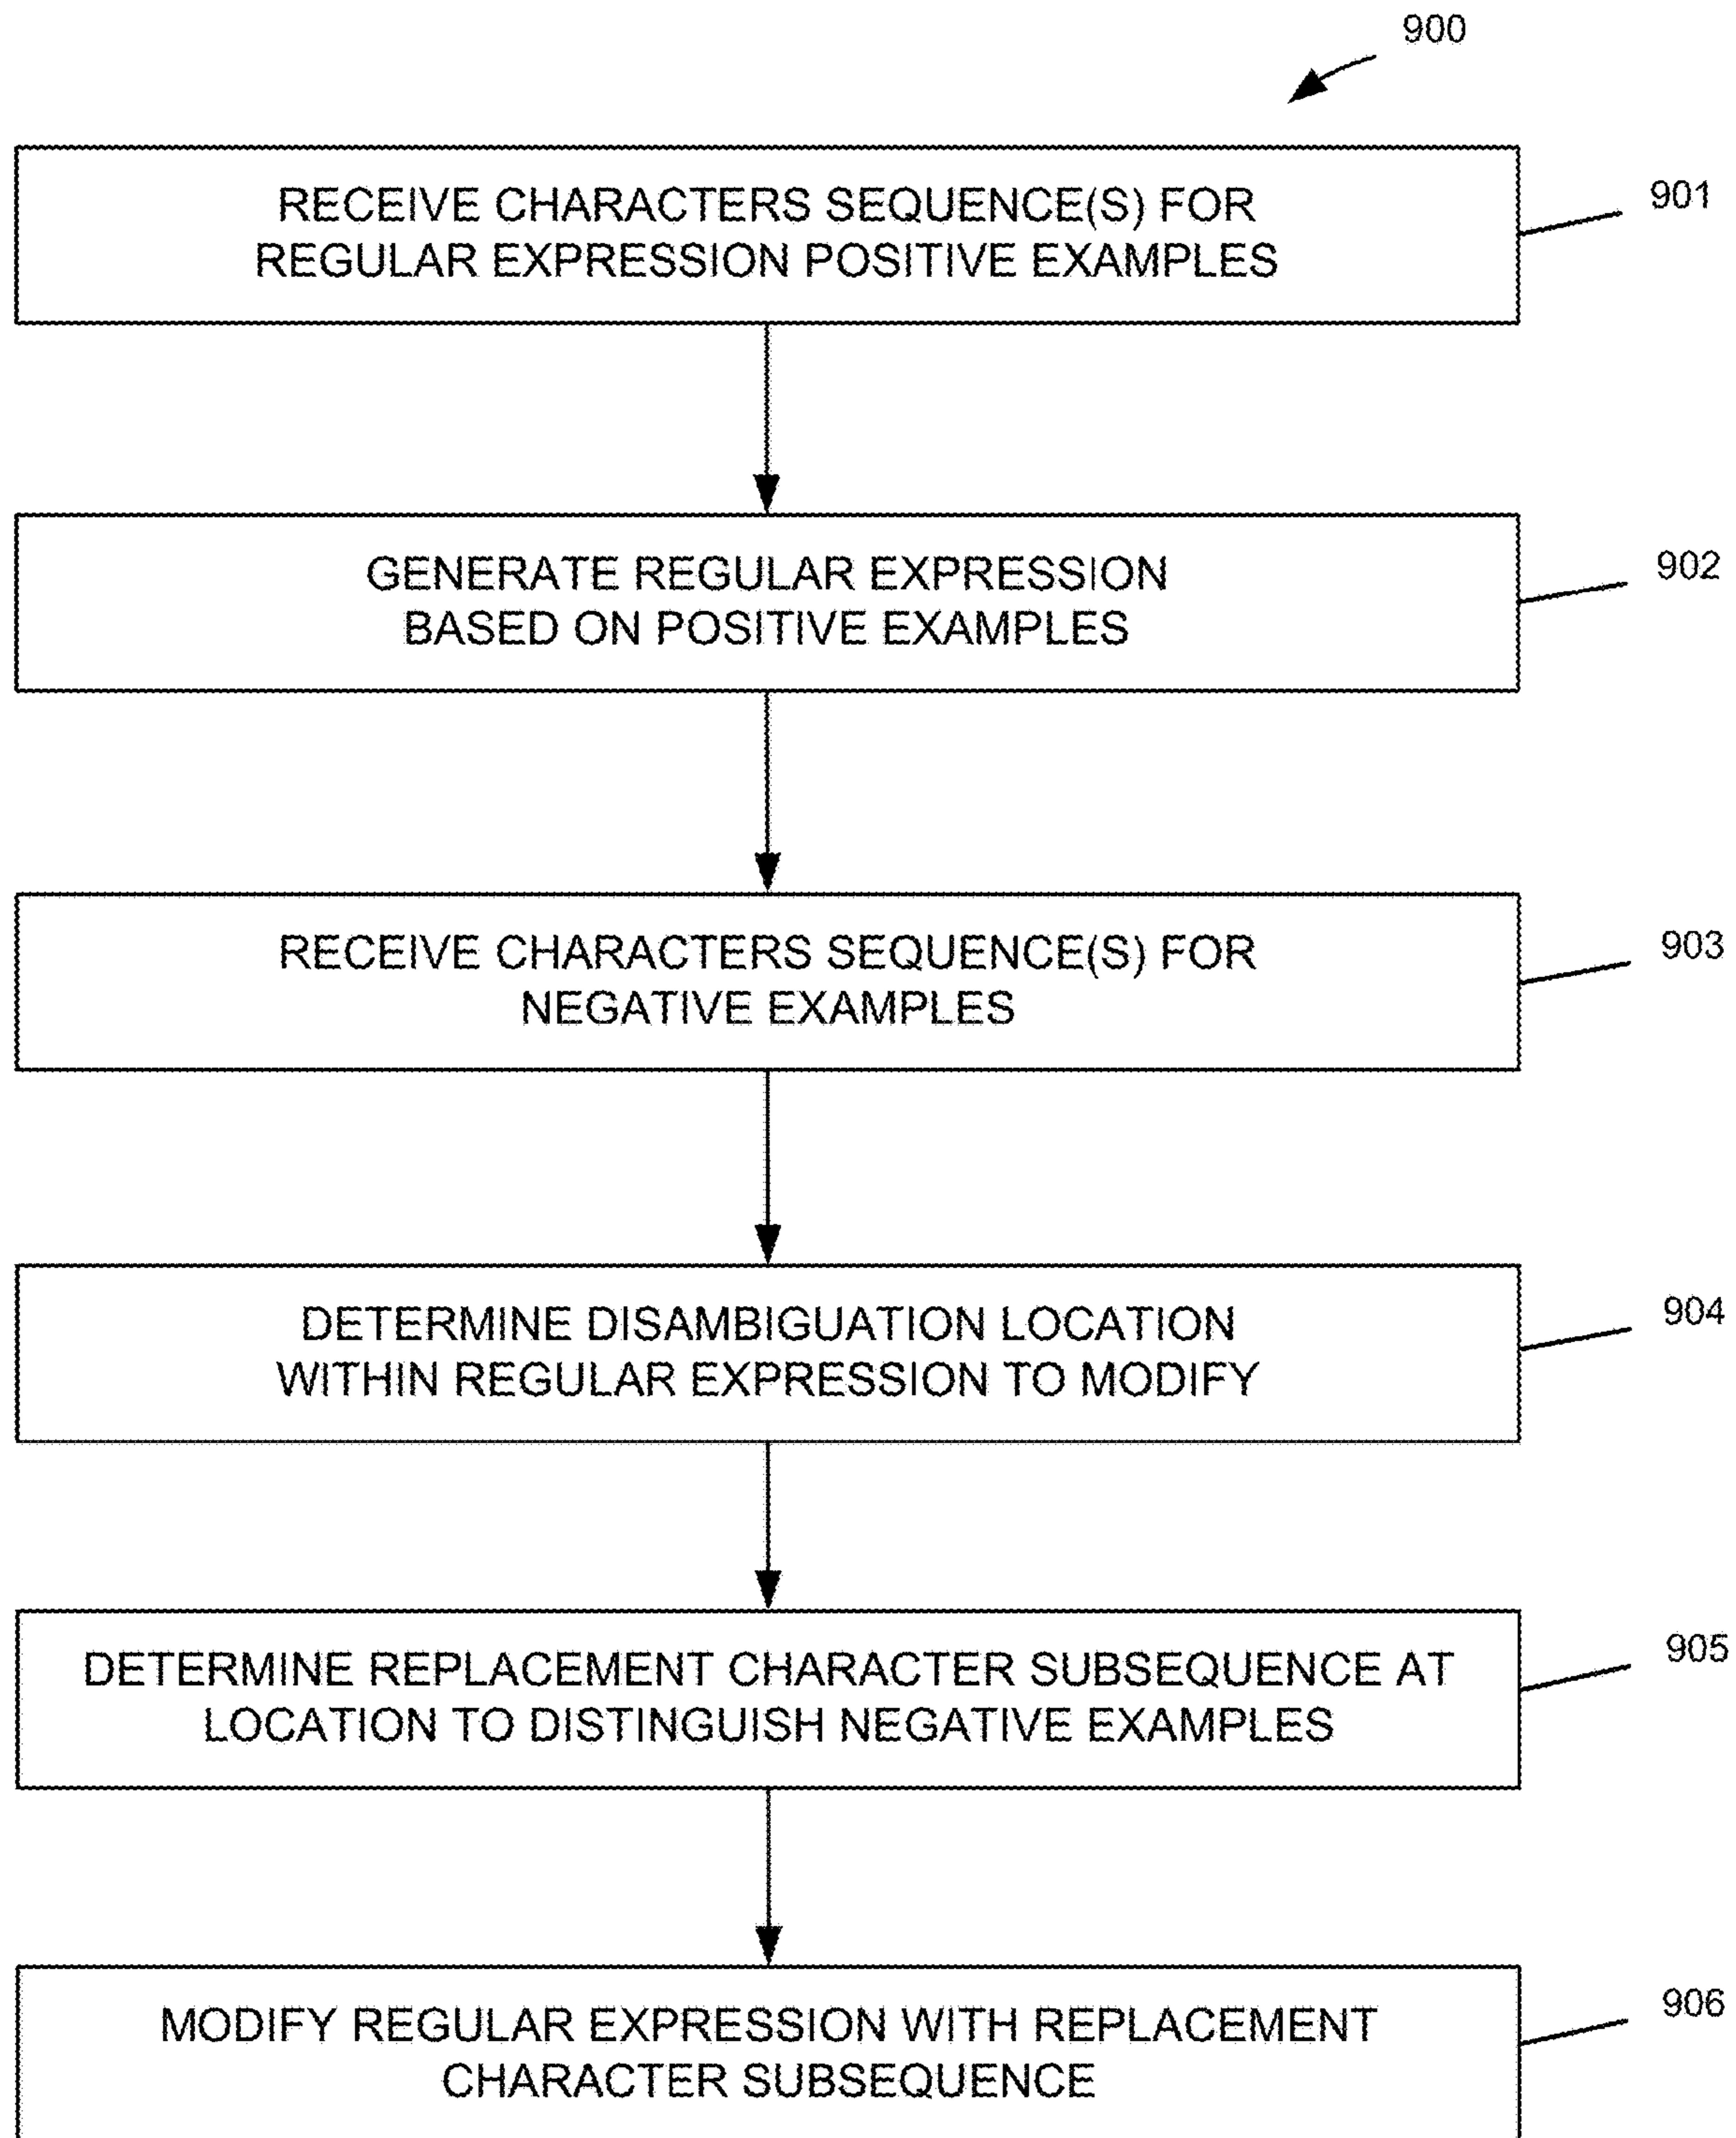 900
RECEIVE CHARACTERS SEQUENCE(S) FOR
REGULAR EXPRESSION POSITIVE EXAMPLES
901
GENERATE REGULAR EXPRESSION
BASED ON POSITIVE EXAMPLES
902
RECEIVE CHARACTERS SEQUENCE(S) FOR
NEGATIVE EXAMPLES
903
DETERMINE DISAMBIGUATION LOCATION
WITHIN REGULAR EXPRESSION TO MODIFY
904
DETERMINE REPLACEMENT CHARACTER SUBSEQUENCE AT
LOCATION TO DISTINGUISH NEGATIVE EXAMPLES
905
MODIFY REGULAR EXPRESSION WITH REPLACEMENT
CHARACTER SUBSEQUENCE
906